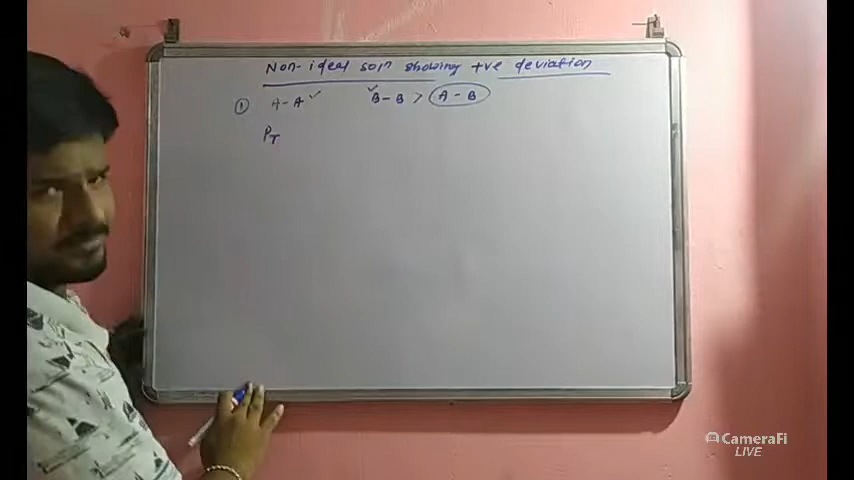 Non-ideal soln showing +ve deviation
① A-A ✓ ✓ B-B > A-B
PT
CameraFi
LIVE